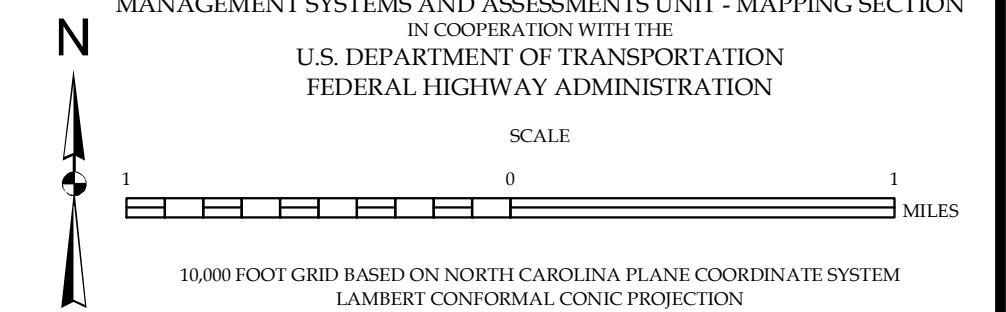 MANAGEMENT SYSTEMS AND ASSESSMENTS UNIT - MAPPING SECTION
N
IN COOPERATION WITH THE
U.S. DEPARTMENT OF TRANSPORTATION
FEDERAL HIGHWAY ADMINISTRATION
SCALE
1 0 1
MILES
10,000 FOOT GRID BASED ON NORTH CAROLINA PLANE COORDINATE SYSTEM
LAMBERT CONFORMAL CONIC PROJECTION